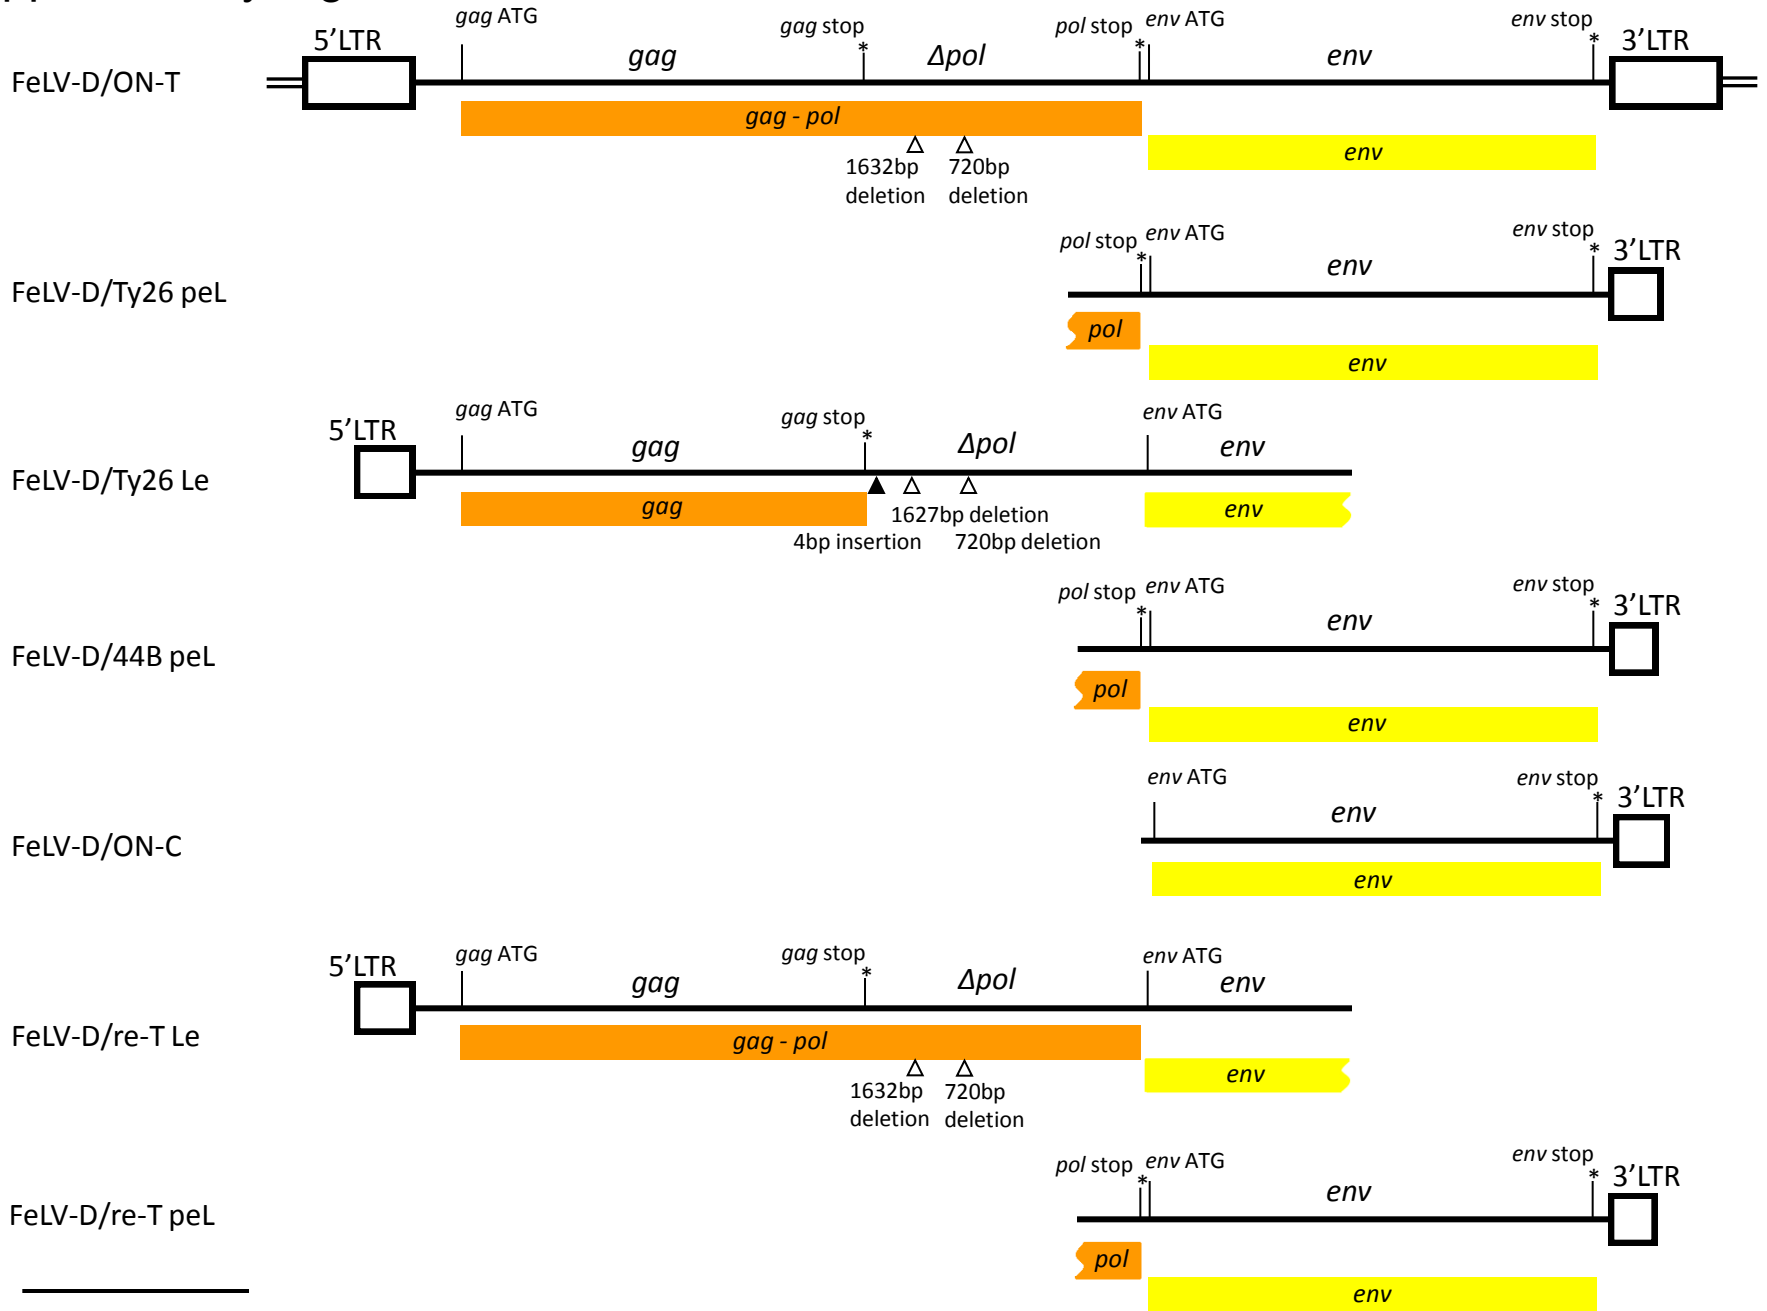 gag ATG gag stop pol stop env ATG env stop
5'LTR gag * Δpol * env * 3'LTR
FeLV-D/ON-T
gag - pol
env
1632bp deletion 720bp deletion
pol stop env ATG env stop
* env * 3'LTR
FeLV-D/Ty26 peL
pol
env
gag ATG gag stop env ATG
5'LTR gag * Δpol env
FeLV-D/Ty26 Le
gag env
1627bp deletion
4bp insertion 720bp deletion
pol stop env ATG env stop
* env * 3'LTR
FeLV-D/44B peL
pol
env
env ATG env stop
env * 3'LTR
FeLV-D/ON-C
env
gag ATG gag stop env ATG
5'LTR gag * Δpol env
FeLV-D/re-T Le
gag - pol
env
1632bp deletion 720bp deletion
pol stop env ATG env stop
* env * 3'LTR
FeLV-D/re-T peL
pol
env